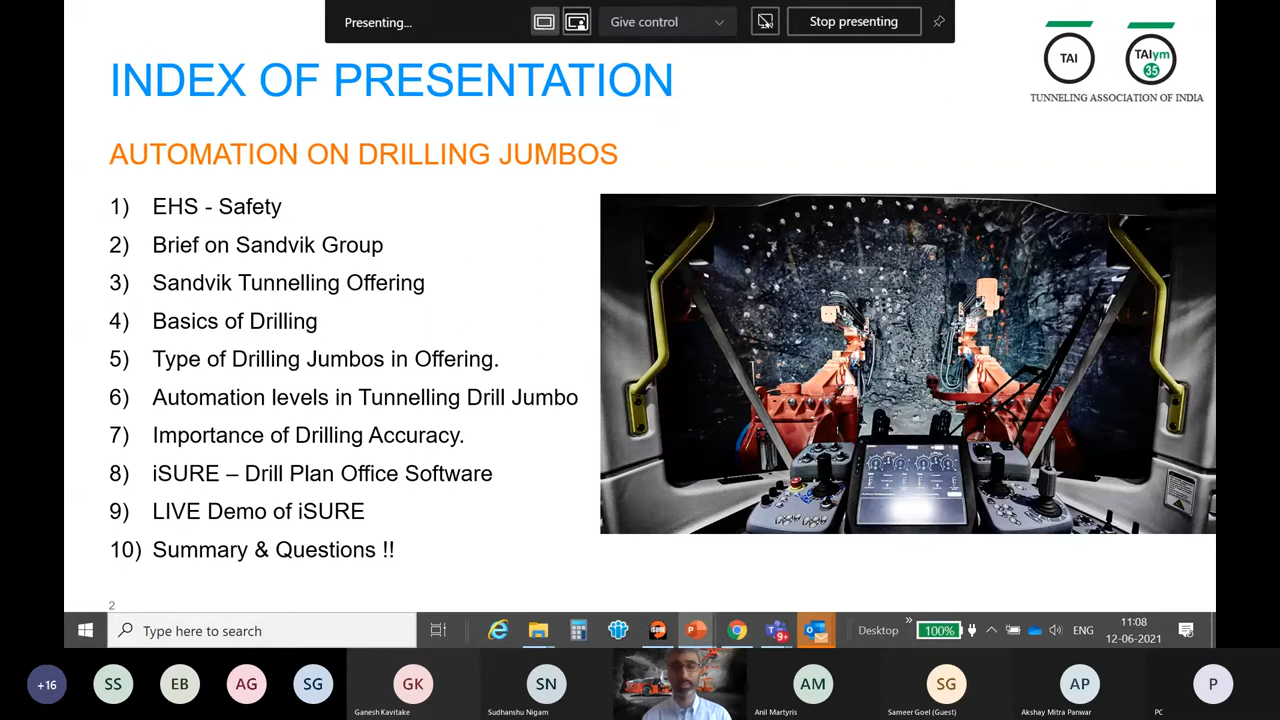 Presenting...
Give control
Stop presenting
TAI
TAIym
35
TUNNELING ASSOCIATION OF INDIA
INDEX OF PRESENTATION
AUTOMATION ON DRILLING JUMBOS
1) EHS - Safety
2) Brief on Sandvik Group
3) Sandvik Tunnelling Offering
4) Basics of Drilling
5) Type of Drilling Jumbos in Offering.
6) Automation levels in Tunnelling Drill Jumbo
7) Importance of Drilling Accuracy.
8) iSURE – Drill Plan Office Software
9) LIVE Demo of iSURE
10) Summary & Questions !!
2
Type here to search
iSURE
9+
Desktop
100%
ENG
11:08
12-06-2021
+16
SS
EB
AG
SG
GK
SN
AM
SG
AP
P
Ganesh Kavitake
Sudhanshu Nigam
Anil Martyris
Sameer Goel (Guest)
Akshay Mitra Panwar
PC